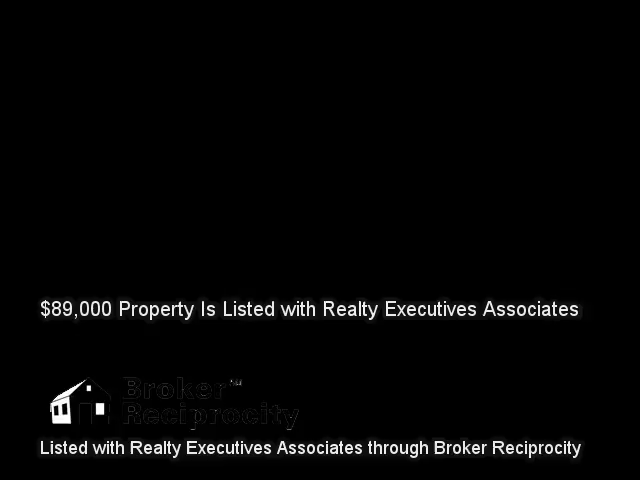 $89,000 Property Is Listed with Realty Executives Associates
Broker™
Reciprocity
Listed with Realty Executives Associates through Broker Reciprocity